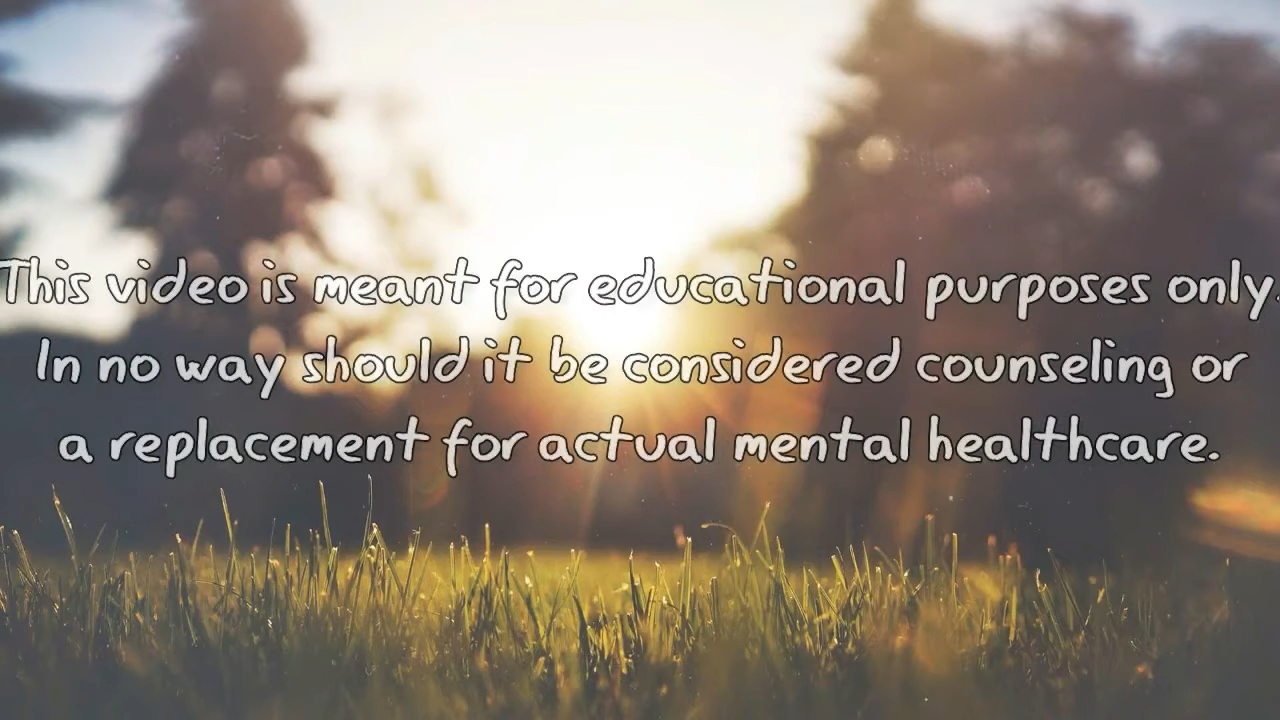 This video is meant for educational purposes only.
In no way should it be considered counseling or
a replacement for actual mental healthcare.